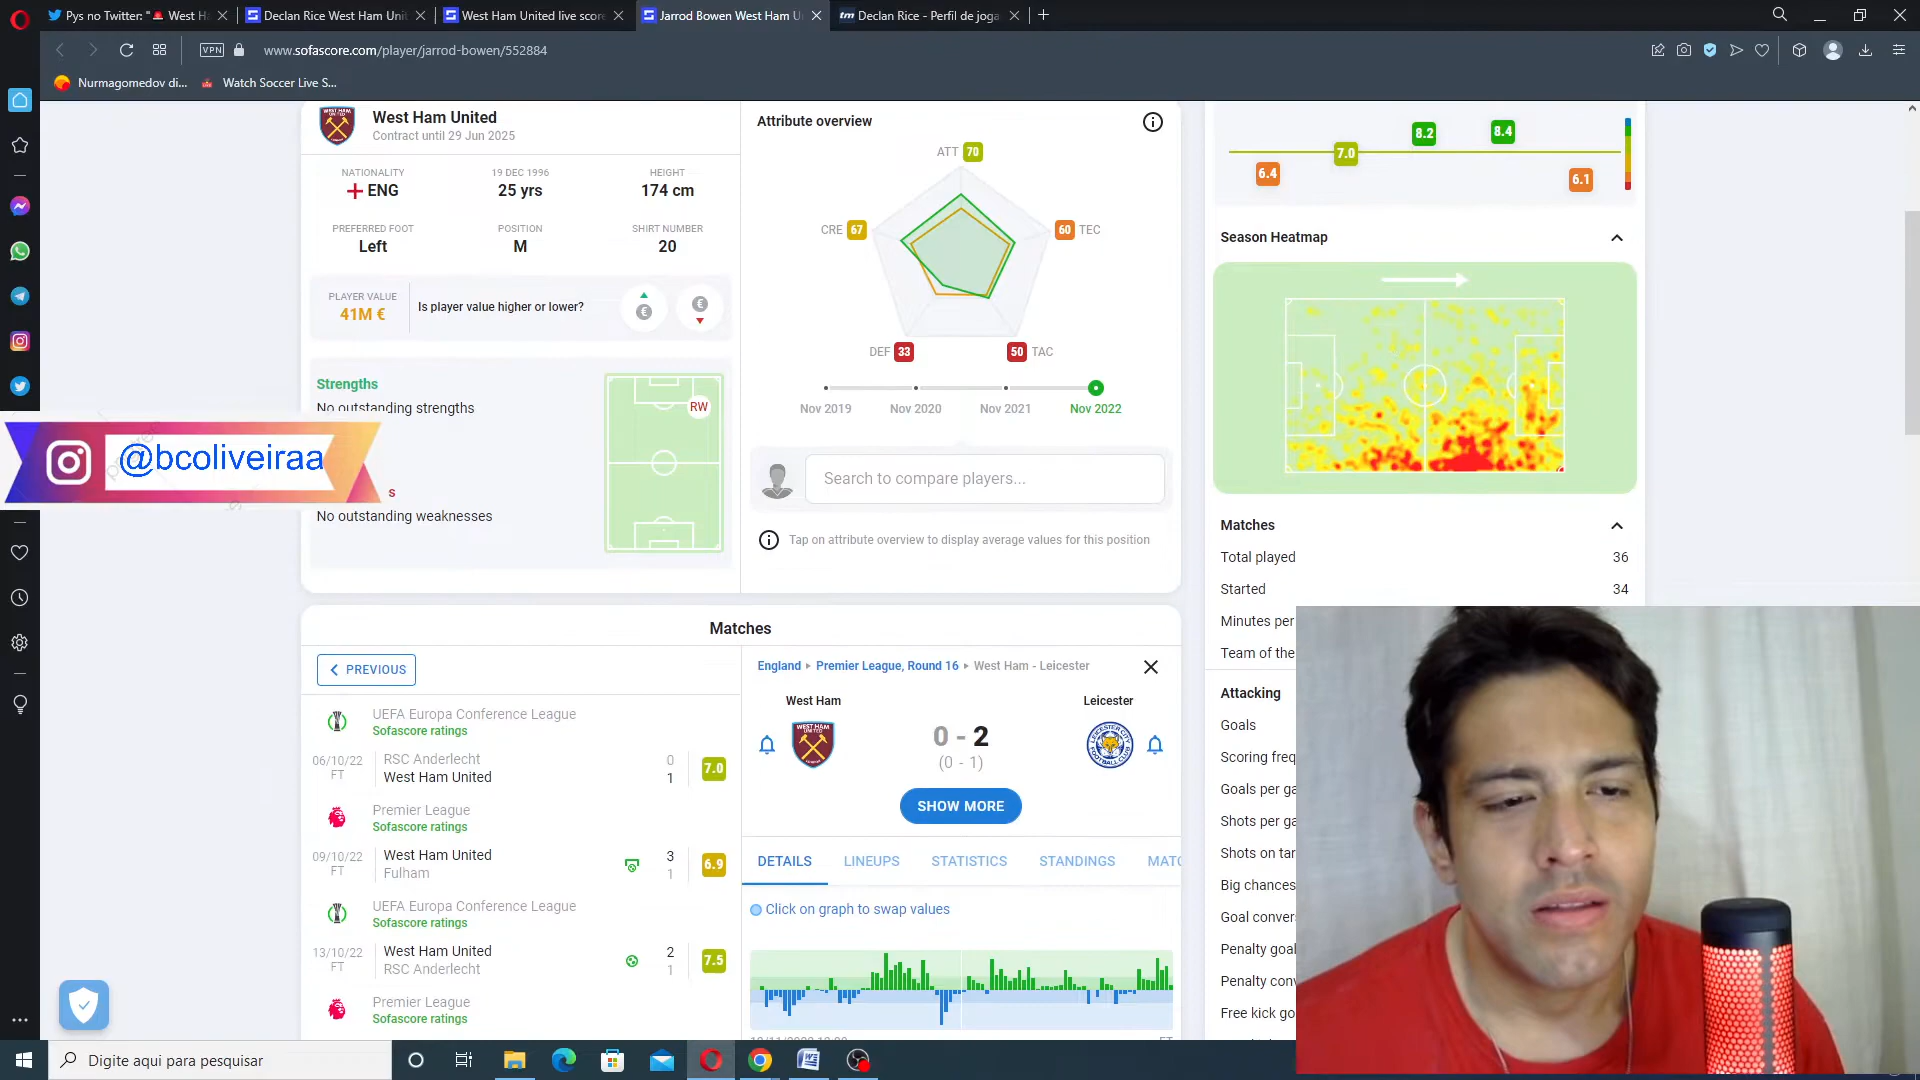 Pys no Twitter: "🚨 West Ha
Declan Rice West Ham Unit
West Ham United live score
Jarrod Bowen West Ham U
tm Declan Rice - Perfil de joga
VPN
www.sofascore.com/player/jarrod-bowen/552884
Nurmagomedov di...
Watch Soccer Live S...
West Ham United
Contract until 29 Jun 2025
NATIONALITY
19 DEC 1996
HEIGHT
ENG
25 yrs
174 cm
PREFERRED FOOT
POSITION
SHIRT NUMBER
Left
M
20
PLAYER VALUE
41M €
Is player value higher or lower?
Strengths
No outstanding strengths
RW
@bcoliveiraa
s
No outstanding weaknesses
Attribute overview
ATT 70
CRE 67
60 TEC
DEF 33
50 TAC
Nov 2019
Nov 2020
Nov 2021
Nov 2022
Search to compare players...
Tap on attribute overview to display average values for this position
6.4
7.0
8.2
8.4
6.1
Season Heatmap
Matches
Total played 36
Started 34
Minutes per
Team of the
Attacking
Goals
Scoring freq
Goals per ga
Shots per ga
Shots on tar
Big chances
Goal conver
Penalty goal
Penalty conv
Free kick go
Matches
PREVIOUS
UEFA Europa Conference League
Sofascore ratings
06/10/22
FT
RSC Anderlecht 0
West Ham United 1
7.0
Premier League
Sofascore ratings
09/10/22
FT
West Ham United 3
Fulham 1
6.9
UEFA Europa Conference League
Sofascore ratings
13/10/22
FT
West Ham United 2
RSC Anderlecht 1
7.5
Premier League
Sofascore ratings
England
Premier League, Round 16
West Ham - Leicester
West Ham
Leicester
0 - 2
(0 - 1)
SHOW MORE
DETAILS
LINEUPS
STATISTICS
STANDINGS
MATC
Click on graph to swap values
Digite aqui para pesquisar